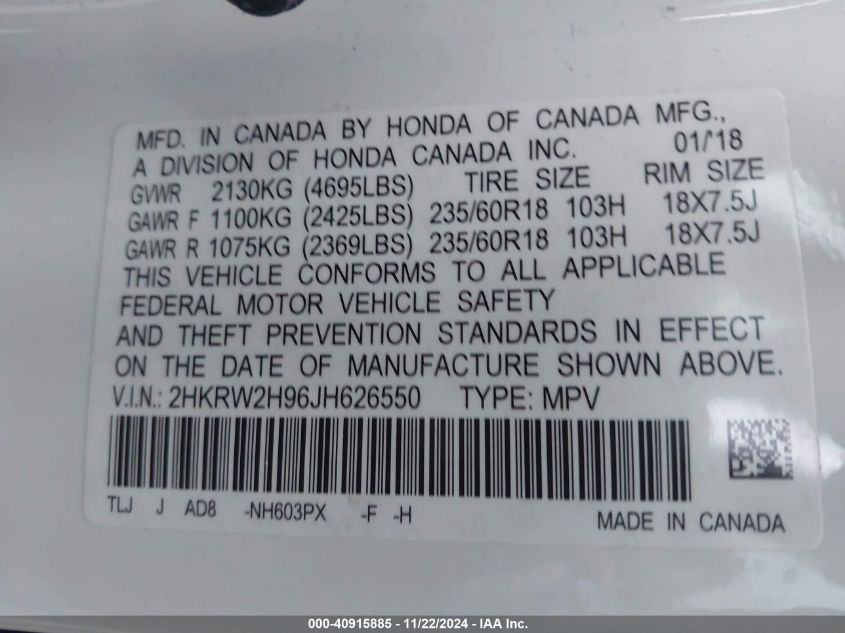 MFD. IN CANADA BY HONDA OF CANADA MFG.,
A DIVISION OF HONDA CANADA INC. 01/'18
GVWR 2130KG (4695LBS) TIRE SIZE RIM SIZE
GAWR F 1100KG (2425LBS) 235/60R18 103H 18X7.5J
GAWR R 1075KG (2369LBS) 235/60R18 103H 18X7.5J
THIS VEHICLE CONFORMS TO ALL APPLICABLE
FEDERAL MOTOR VEHICLE SAFETY
AND THEFT PREVENTION STANDARDS IN EFFECT
ON THE DATE OF MANUFACTURE SHOWN ABOVE.
V.I.N.: 2HKRW2H96JH626550 TYPE: MPV
TLJ J AD8 -NH603PX -F -H
MADE IN CANADA
000-40915885 - 11/22/2024 - IAA Inc.